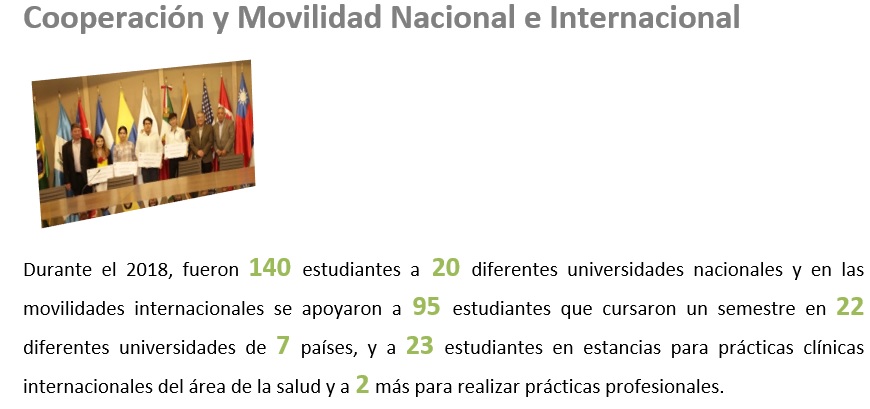 Cooperación y Movilidad Nacional e Internacional
Durante el 2018, fueron 140 estudiantes a 20 diferentes universidades nacionales y en las
movilidades internacionales se apoyaron a 95 estudiantes que cursaron un semestre en 22
diferentes universidades de 7 países, y a 23 estudiantes en estancias para prácticas clínicas
internacionales del área de la salud y a 2 más para realizar prácticas profesionales.